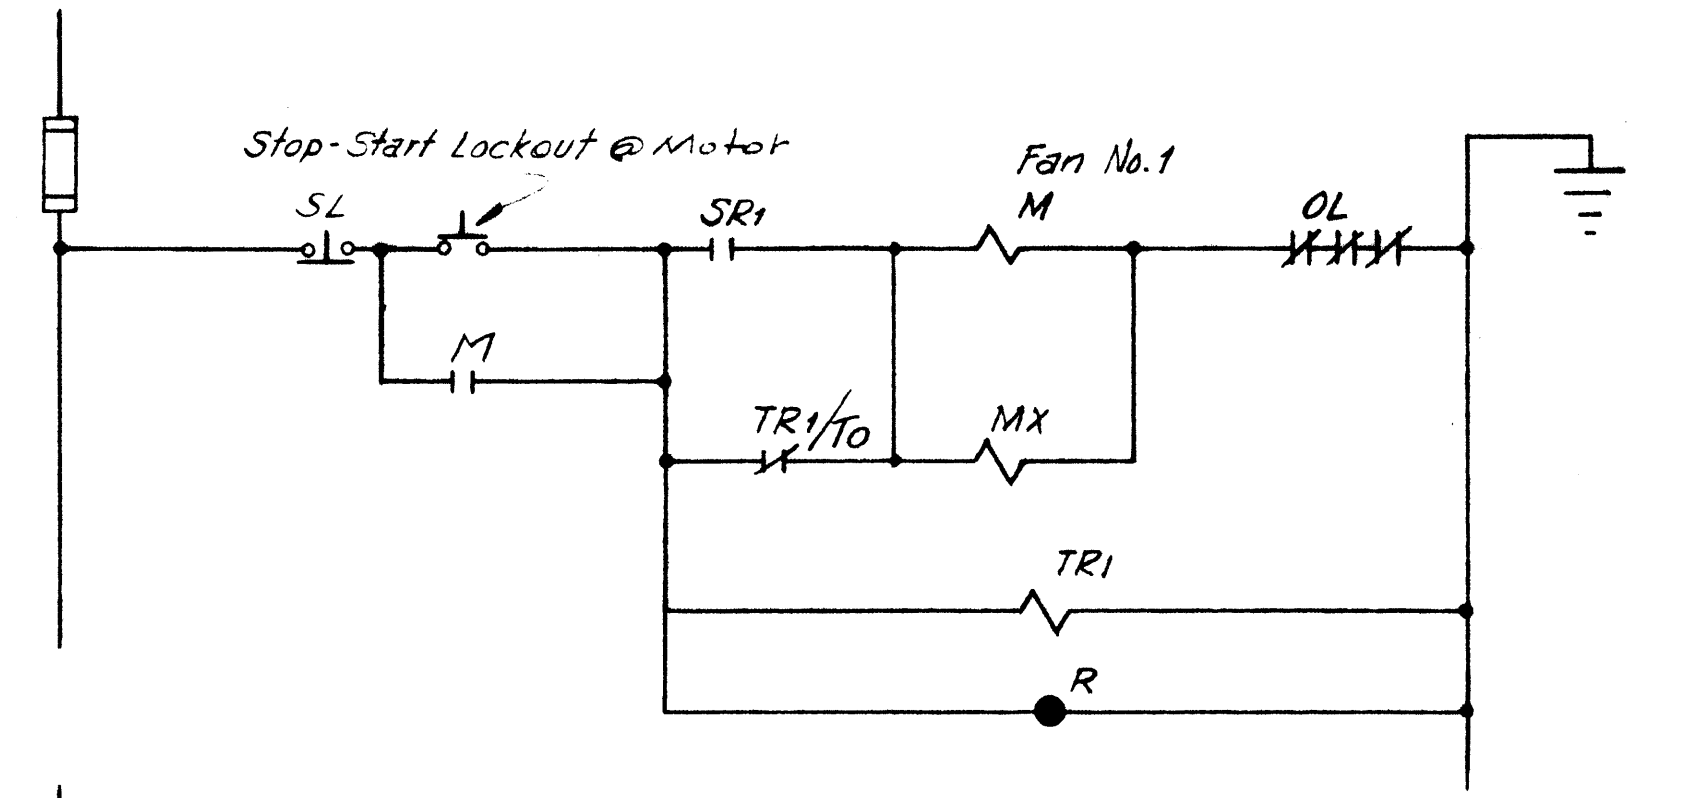 Stop-Start Lockout @ Motor
Fan No.1
SL
SR1
M
OL
M
TR1/TO
MX
TR1
R